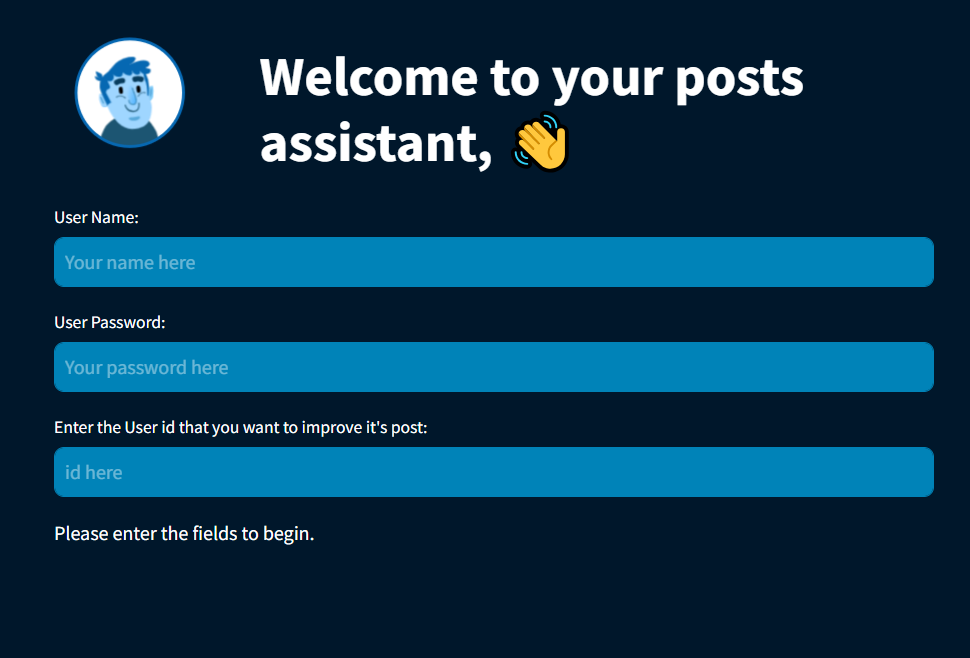 Welcome to your posts
assistant, 👋
User Name:
Your name here
User Password:
Your password here
Enter the User id that you want to improve it's post:
id here
Please enter the fields to begin.